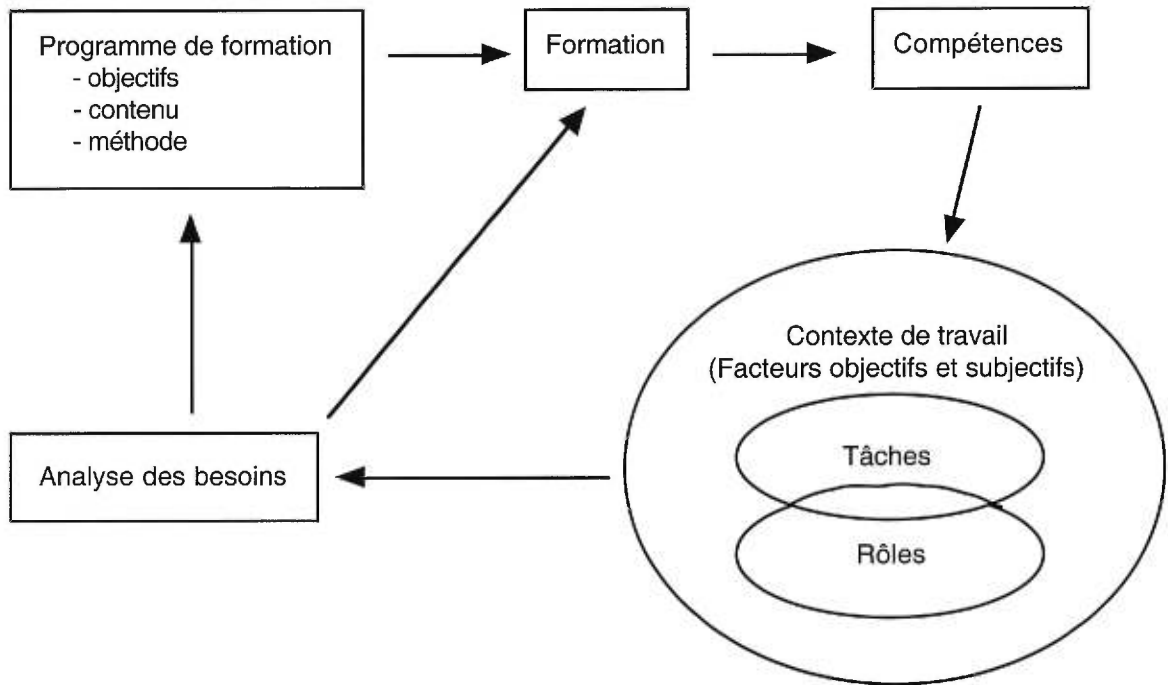 Programme de formation
- objectifs
- contenu
- méthode
Formation
Compétences
Contexte de travail
(Facteurs objectifs et subjectifs)
Tâches
Rôles
Analyse des besoins